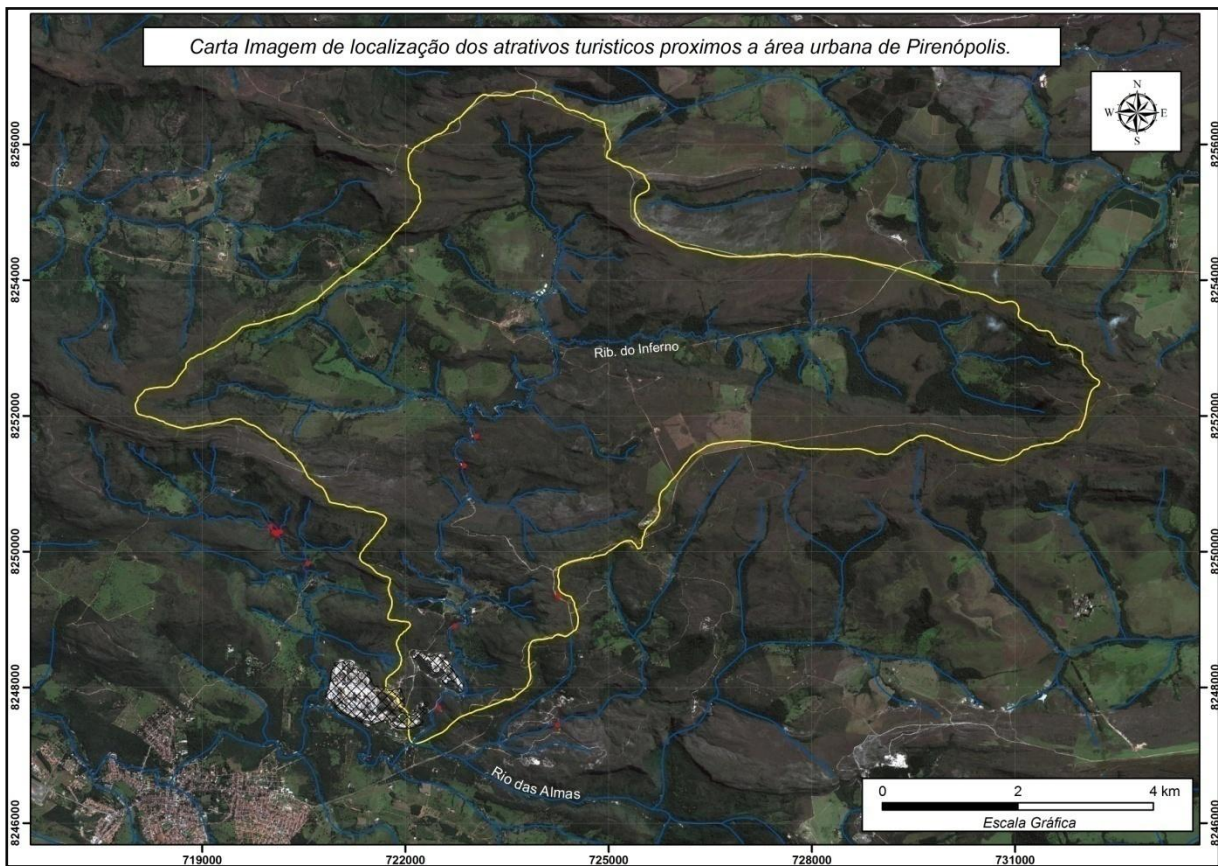 Carta Imagem de localização dos atrativos turisticos proximos a área urbana de Pirenópolis.
N
W E
S
8256000
8256000
8254000
8254000
Rib. do Inferno
8252000
8252000
8250000
8250000
8248000
8248000
Rio das Almas
0 2 4 km
Escala Gráfica
8246000
8246000
719000 722000 725000 728000 731000